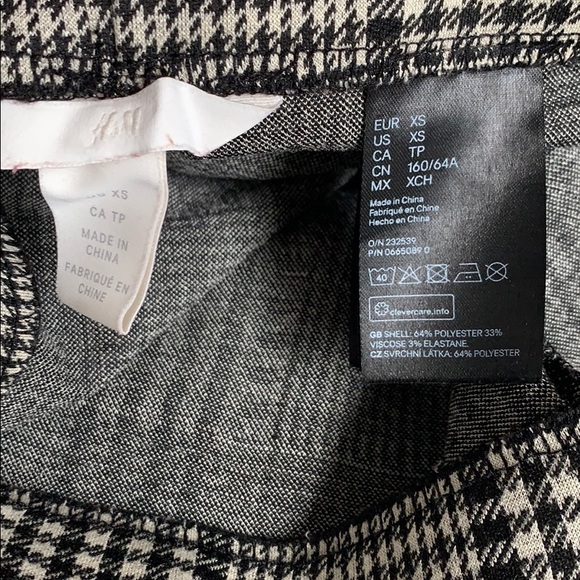 H&M
XS
CA TP
MADE IN
CHINA
FABRIQUÉ EN
CHINE
EUR XS
US XS
CA TP
CN 160/64A
MX XCH
Made in China
Fabriqué en Chine
Hecho en China
O/N 232539
P/N 0665089 0
40
clevercare.info
GB SHELL: 64% POLYESTER 33%
VISCOSE 3% ELASTANE.
CZ SVRCHNÍ LÁTKA: 64% POLYESTER